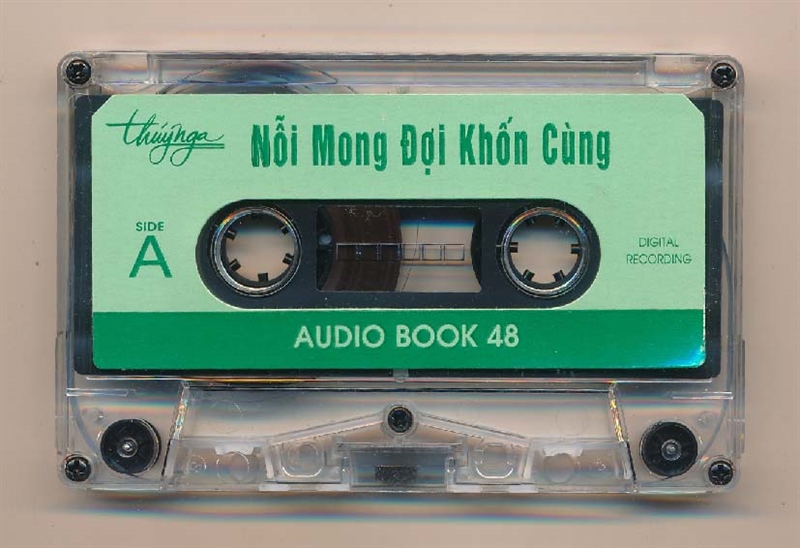 thúy nga
Nỗi Mong Đợi Khốn Cùng
SIDE
A
DIGITAL
RECORDING
AUDIO BOOK 48